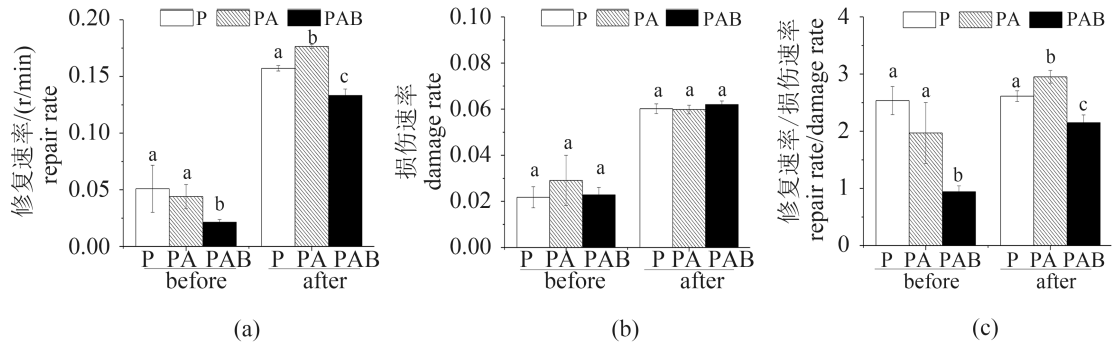 P PA PAB
修复速率/(r/min)
repair rate
0.20
0.15
0.10
0.05
0.00
a
a
b
a
b
c
P PA PAB P PA PAB
before after
(a)
P PA PAB
损伤速率
damage rate
0.10
0.08
0.06
0.04
0.02
0.00
a
a
a
a
a
a
P PA PAB P PA PAB
before after
(b)
P PA PAB
修复速率/损伤速率
repair rate/damage rate
4
3
2
1
0
a
a
b
a
b
c
P PA PAB P PA PAB
before after
(c)